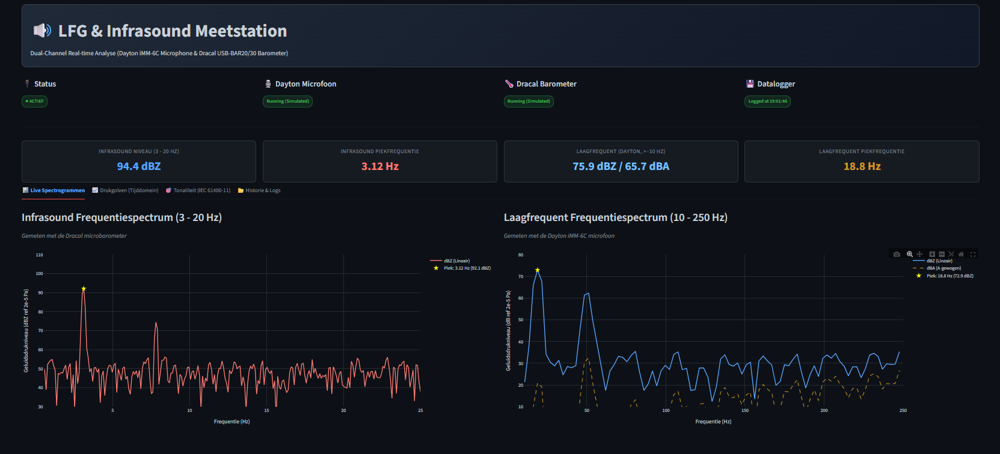 LFG & Infrasound Meetstation
Dual-Channel Real-time Analyse (Dayton iMM-6C Microphone & Dracal USB-BAR20/30 Barometer)
Status
ACTIEF
Dayton Microfoon
Running (Simulated)
Dracal Barometer
Running (Simulated)
Datalogger
Logged at 19:01:46
INFRASOUND NIVEAU (3 - 20 HZ)
94.4 dBZ
INFRASOUND PIEKFREQUENTIE
3.12 Hz
LAAGFREQUENT (DAYTON, >=10 HZ)
75.9 dBZ / 65.7 dBA
LAAGFREQUENT PIEKFREQUENTIE
18.8 Hz
Live Spectrogrammen
Drukgolven (Tijddomein)
Tonaliteit (IEC 61400-11)
Historie & Logs
Infrasound Frequentiespectrum (3 - 20 Hz)
Gemeten met de Dracal microbarometer
110
100
90
80
70
60
50
40
30
Geluidsdrukniveau (dBZ ref 2e-5 Pa)
5
10
15
20
25
Frequentie (Hz)
dBZ (Lineair)
Piek: 3.12 Hz (92.1 dBZ)
Laagfrequent Frequentiespectrum (10 - 250 Hz)
Gemeten met de Dayton iMM-6C microfoon
80
70
60
50
40
30
20
10
Geluidsdrukniveau (dB ref 2e-5 Pa)
50
100
150
200
250
Frequentie (Hz)
dBZ (Lineair)
dBA (A-gewogen)
Piek: 18.8 Hz (72.9 dBZ)